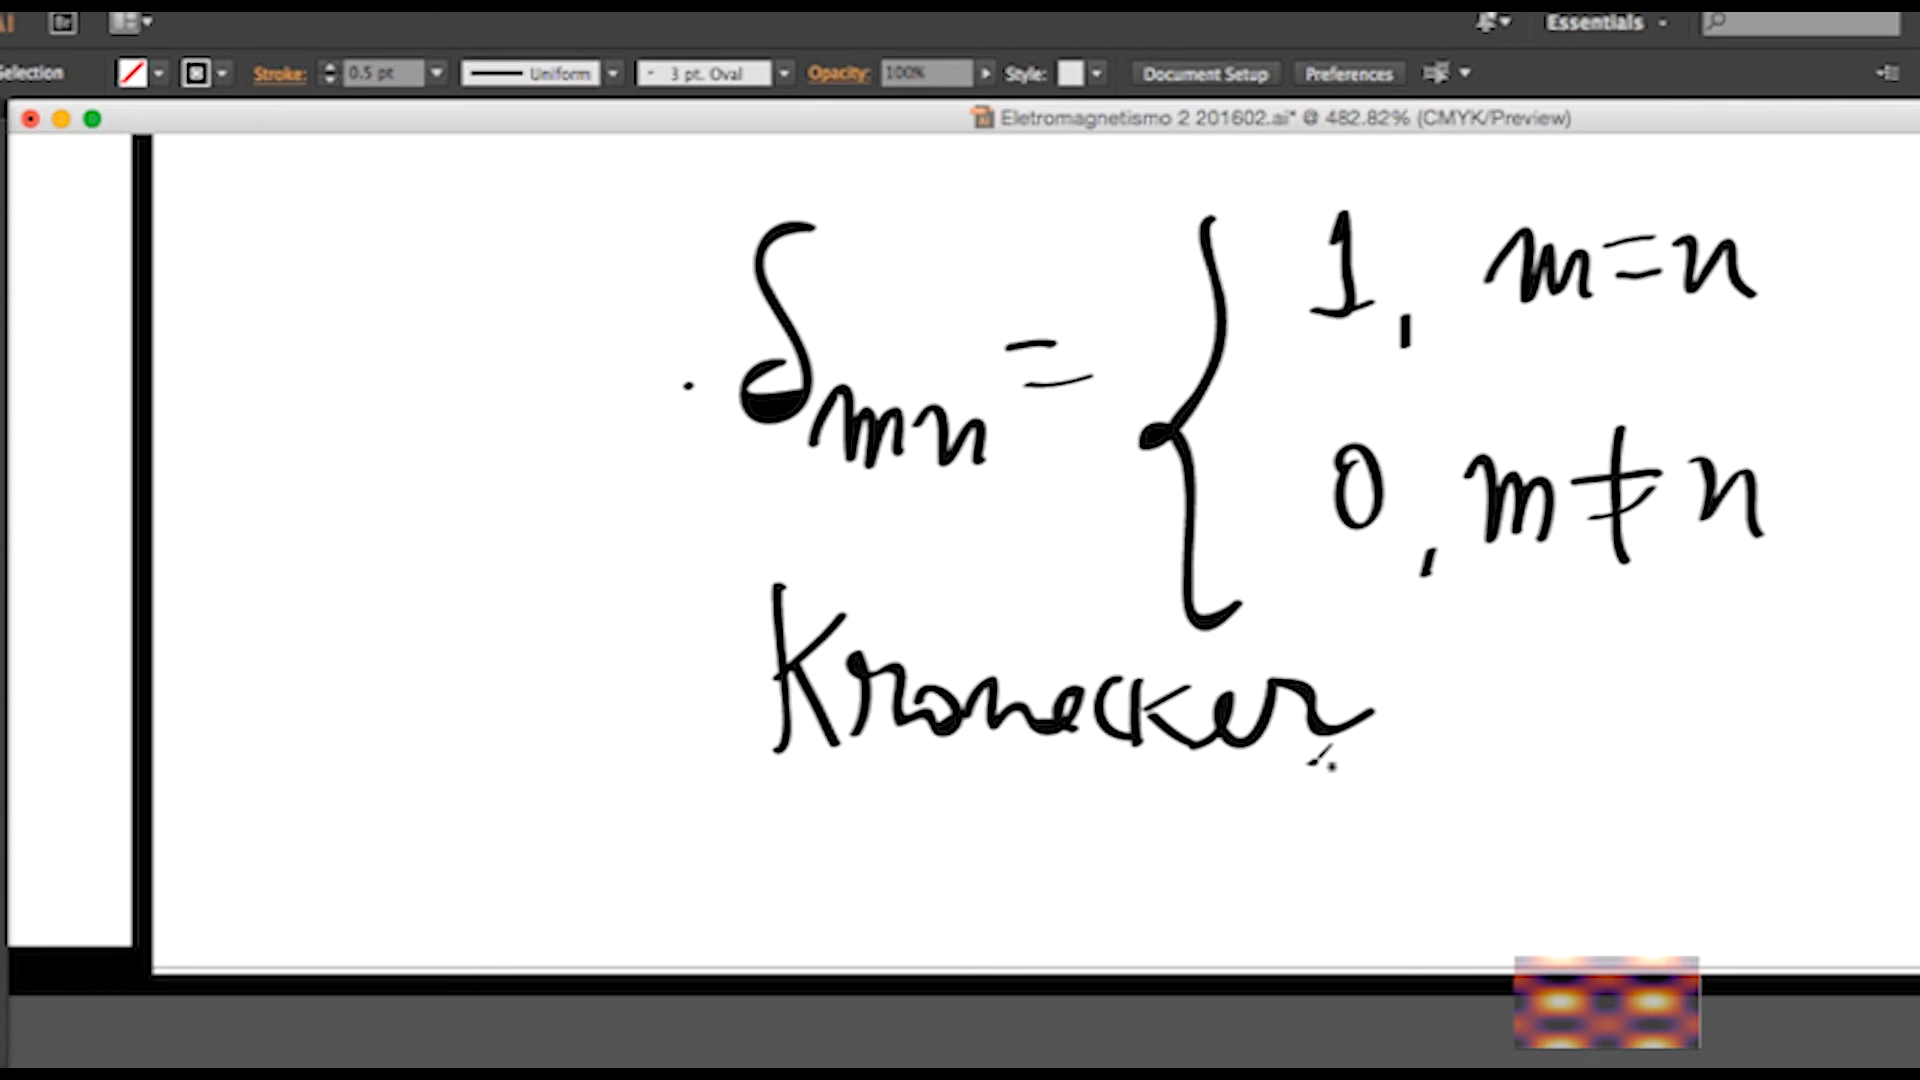 Br Essentials
Selection Stroke: 0.5 pt Uniform 3 pt. Oval Opacity: 100% Style: Document Setup Preferences
Eletromagnetismo 2 201602.ai* @ 482.82% (CMYK/Preview)
δmn = { 1, m=n
0, m≠n
Kronecker